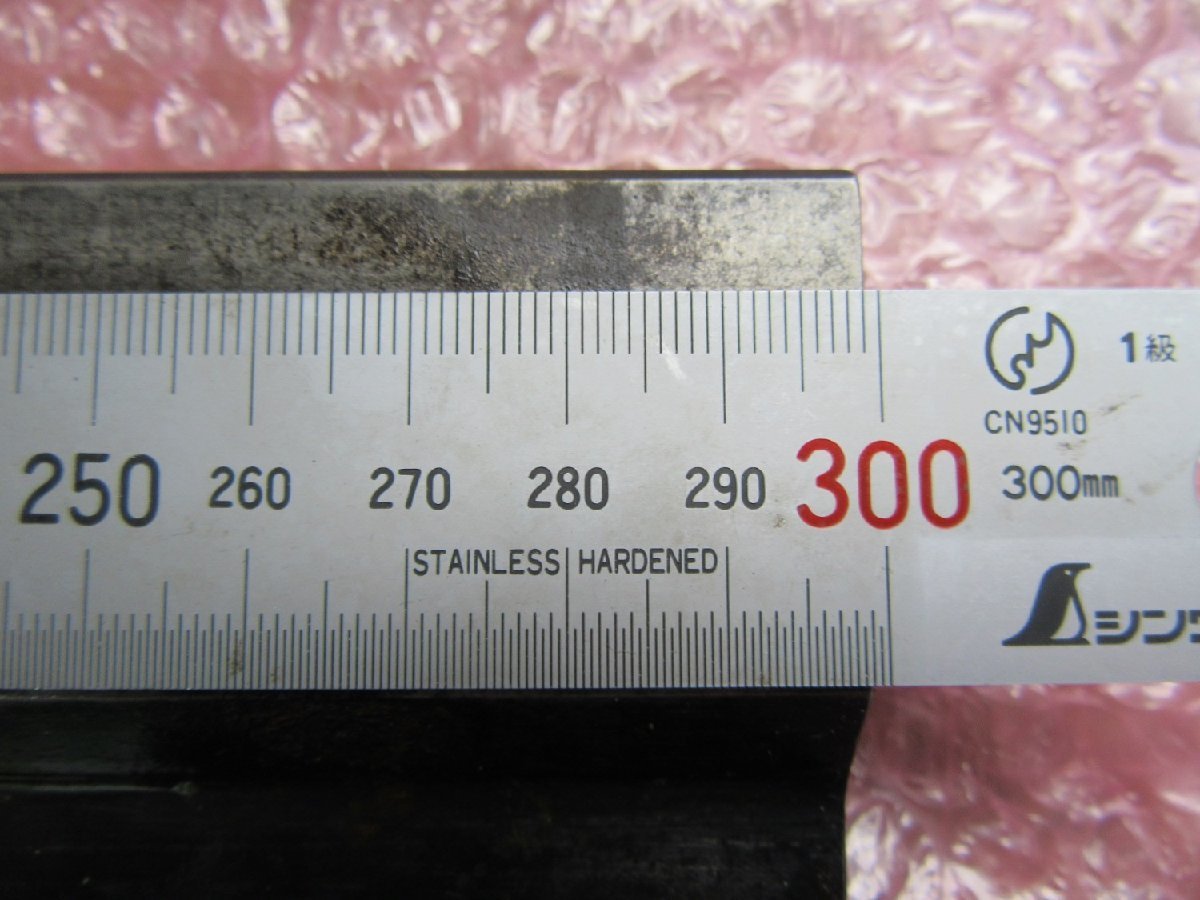 1級
CN9510
250 260 270 280 290 300 300mm
STAINLESS HARDENED
シン